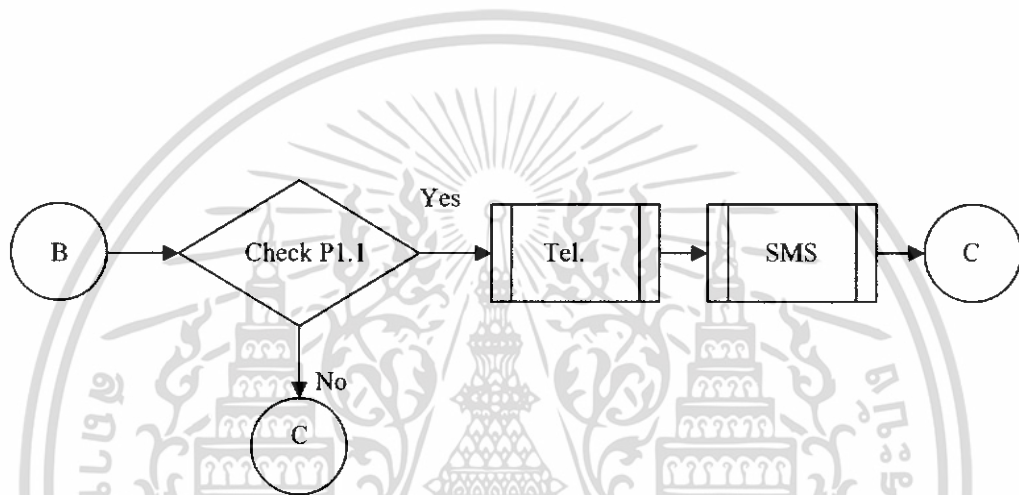 Yes
B
Check P1.1
Tel.
SMS
C
No
C